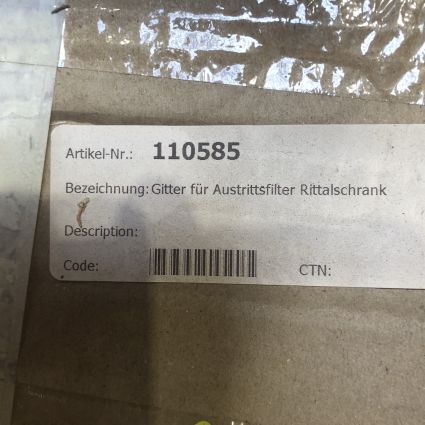 Artikel-Nr.: 110585
Bezeichnung: Gitter für Austrittsfilter Rittalschrank
Description:
Code:
CTN: